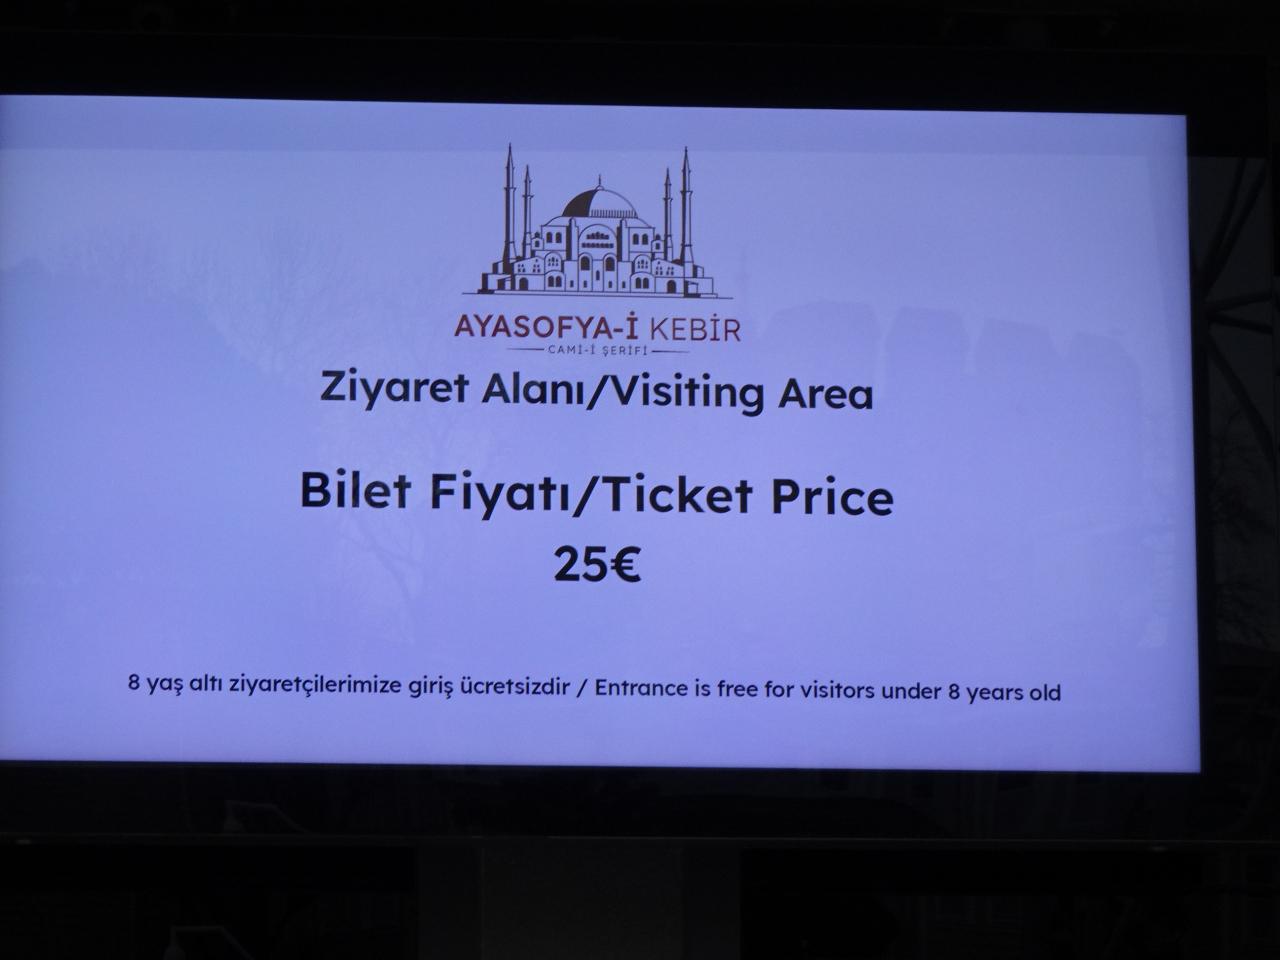 AYASOFYA-İ KEBİR
CAMİ-İ ŞERİFİ
Ziyaret Alanı/Visiting Area
Bilet Fiyatı/Ticket Price
25€
8 yaş altı ziyaretçilerimize giriş ücretsizdir / Entrance is free for visitors under 8 years old